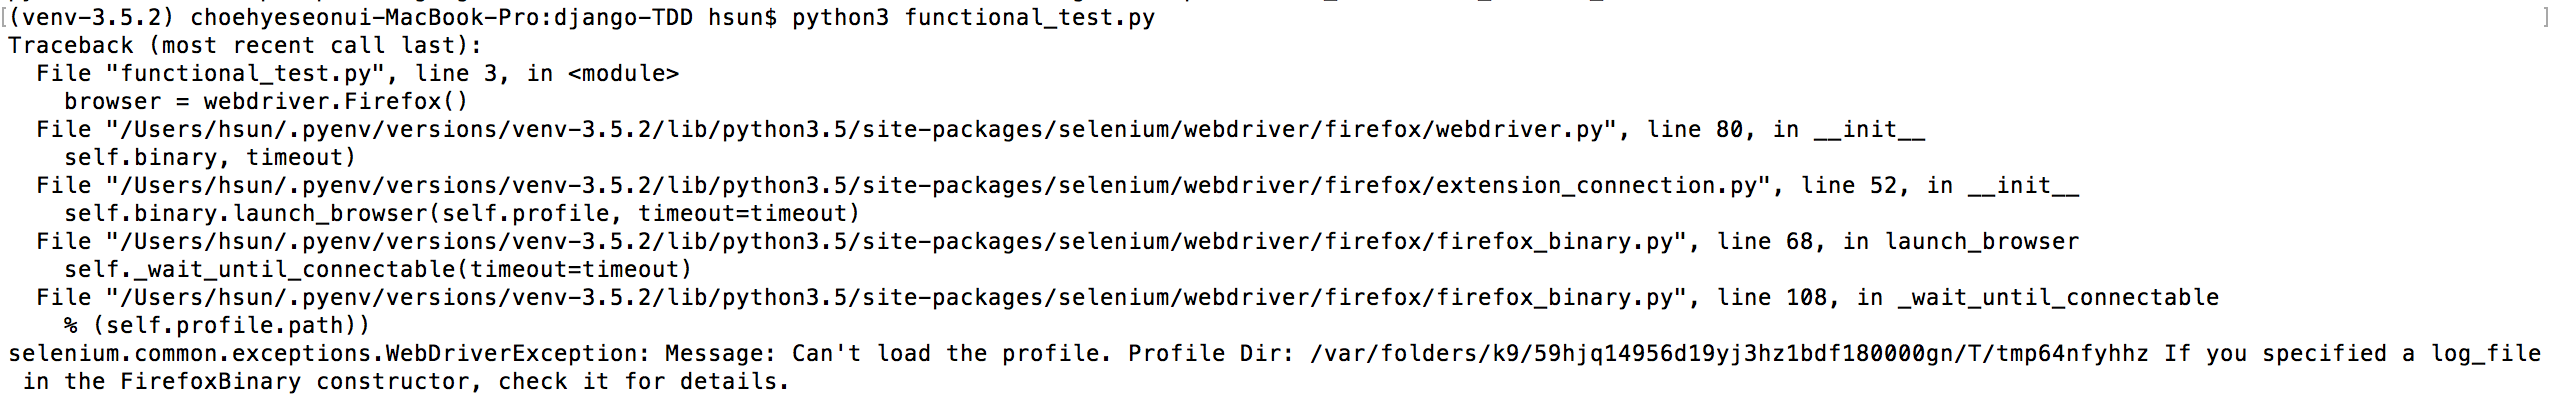 (venv-3.5.2) choehyeseonui-MacBook-Pro:django-TDD hsun$ python3 functional_test.py
Traceback (most recent call last):
  File "functional_test.py", line 3, in <module>
    browser = webdriver.Firefox()
  File "/Users/hsun/.pyenv/versions/venv-3.5.2/lib/python3.5/site-packages/selenium/webdriver/firefox/webdriver.py", line 80, in __init__
    self.binary, timeout)
  File "/Users/hsun/.pyenv/versions/venv-3.5.2/lib/python3.5/site-packages/selenium/webdriver/firefox/extension_connection.py", line 52, in __init__
    self.binary.launch_browser(self.profile, timeout=timeout)
  File "/Users/hsun/.pyenv/versions/venv-3.5.2/lib/python3.5/site-packages/selenium/webdriver/firefox/firefox_binary.py", line 68, in launch_browser
    self._wait_until_connectable(timeout=timeout)
  File "/Users/hsun/.pyenv/versions/venv-3.5.2/lib/python3.5/site-packages/selenium/webdriver/firefox/firefox_binary.py", line 108, in _wait_until_connectable
    % (self.profile.path))
selenium.common.exceptions.WebDriverException: Message: Can't load the profile. Profile Dir: /var/folders/k9/59hjq14956d19yj3hz1bdf180000gn/T/tmp64nfyhhz If you specified a log_file
 in the FirefoxBinary constructor, check it for details.